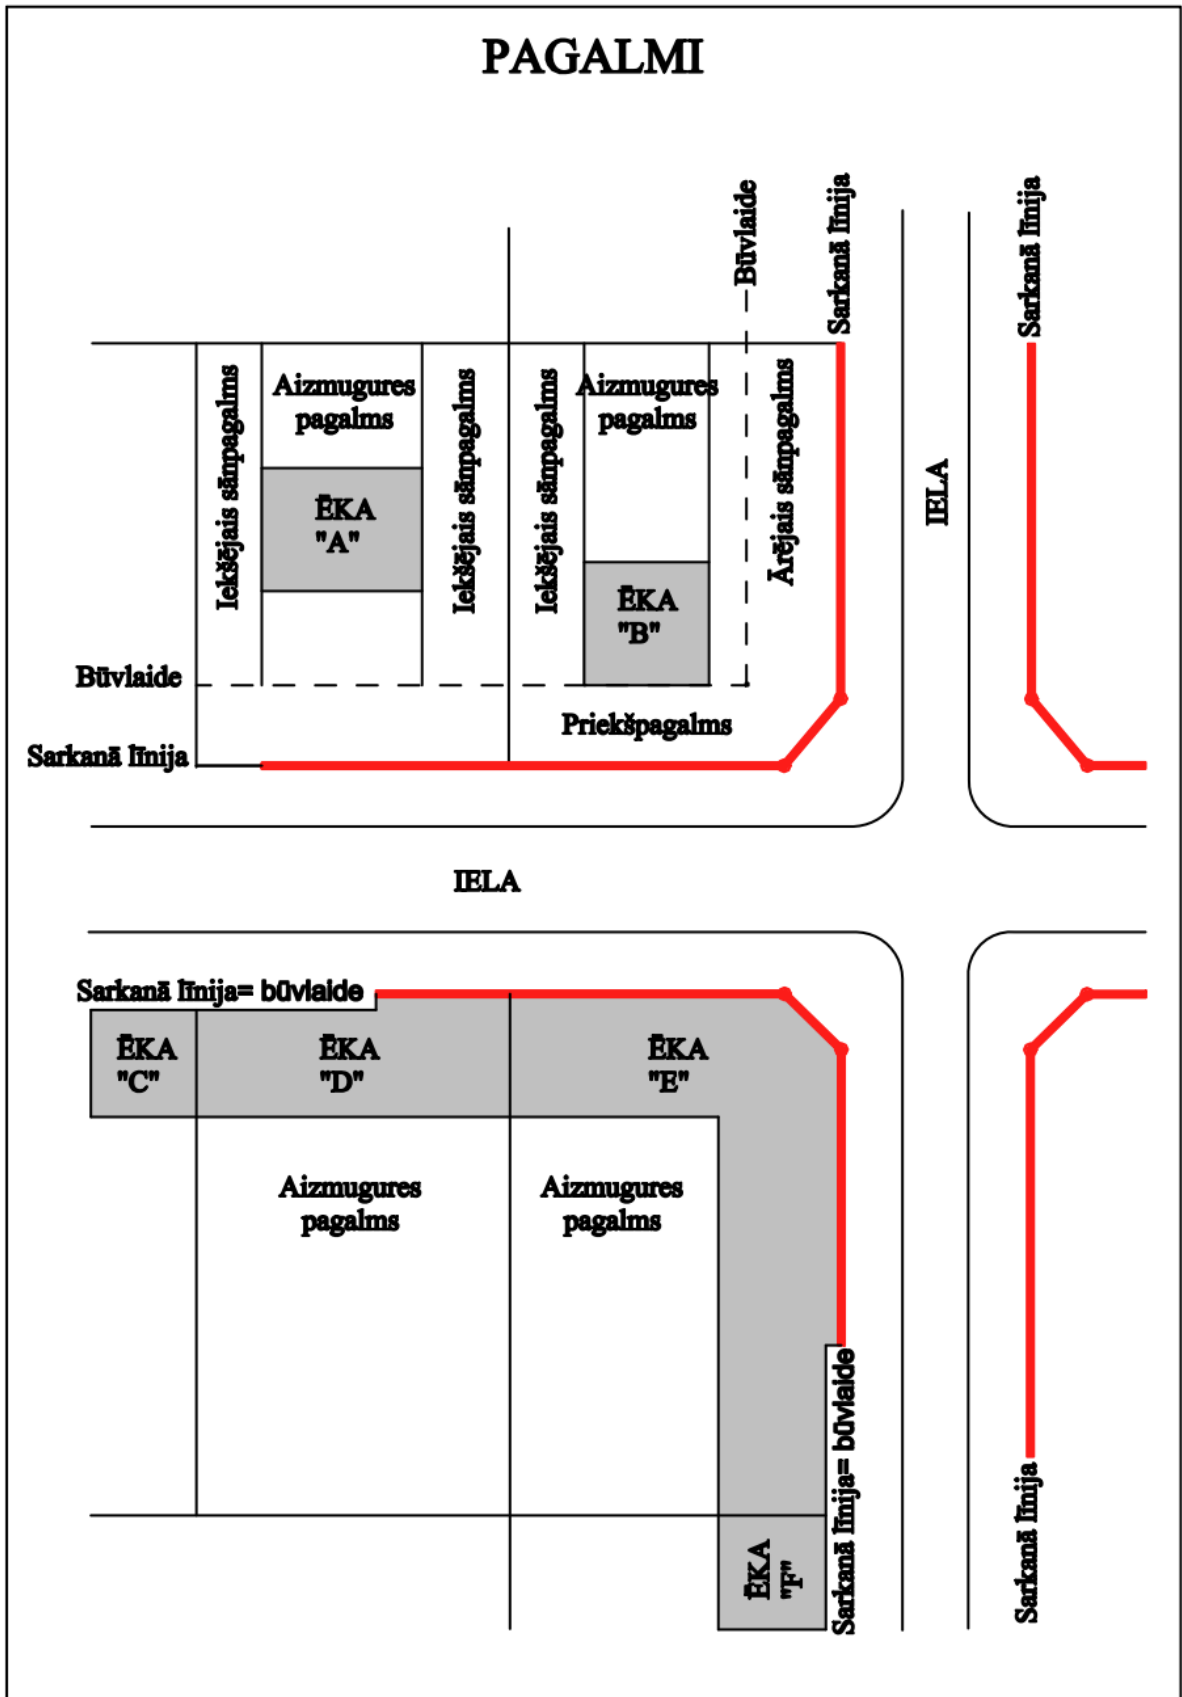 PAGALMI
Būvlaide
Sarkanā līnija
Sarkanā līnija
Iekšējais sānpagalms
Aizmugures
pagalms
Iekšējais sānpagalms
Iekšējais sānpagalms
Aizmugures
pagalms
Ārējais sānpagalms
IELA
ĒKA
"A"
ĒKA
"B"
Būvlaide
Priekšpagalms
Sarkanā līnija
IELA
Sarkanā līnija= būvlaide
ĒKA
"C"
ĒKA
"D"
ĒKA
"E"
Aizmugures
pagalms
Aizmugures
pagalms
Sarkanā līnija= būvlaide
Sarkanā līnija
ĒKA
"F"